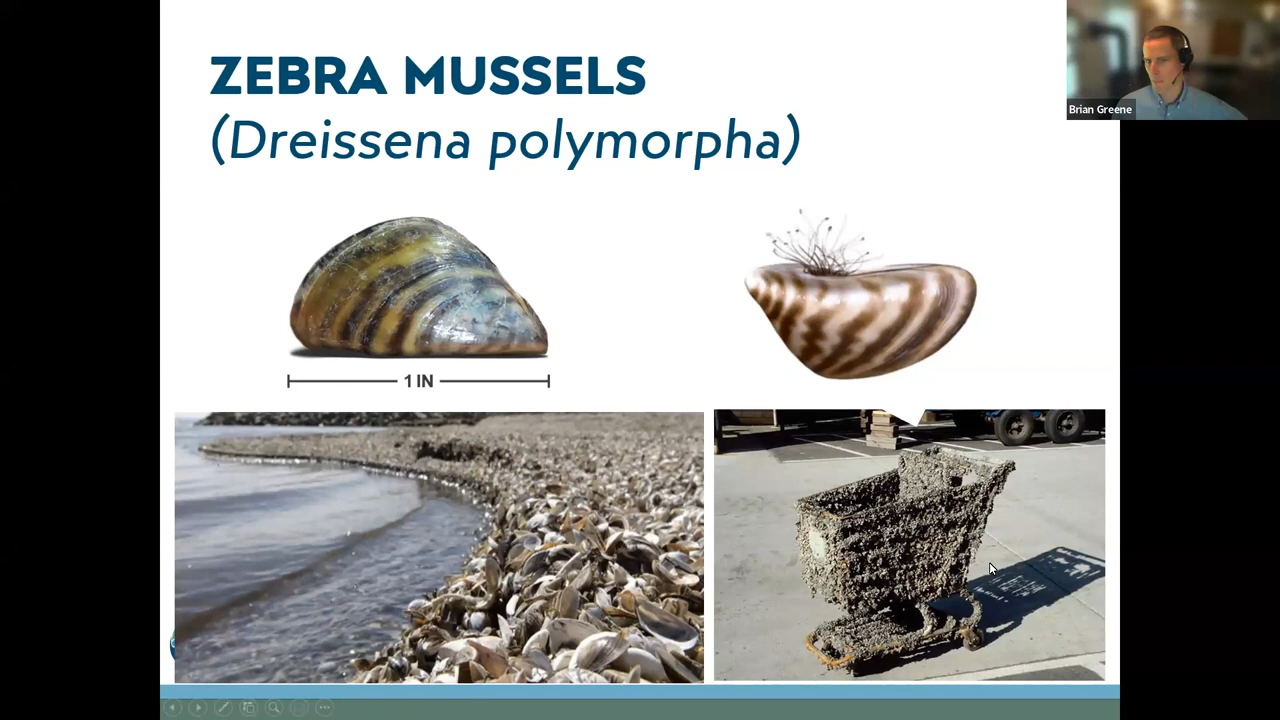 ZEBRA MUSSELS
(Dreissena polymorpha)
Brian Greene
1 IN